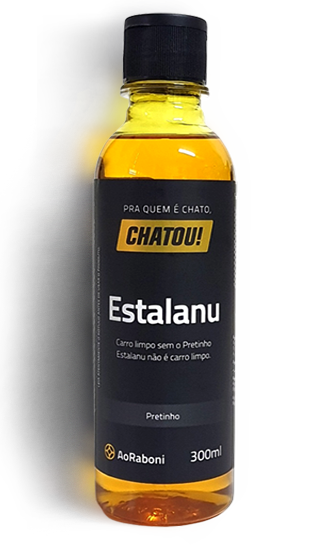 PRA QUEM É CHATO,
CHATOU!
Estalanu
Carro limpo sem o Pretinho
Estalanu não é carro limpo.
Pretinho
AoRaboni
300ml